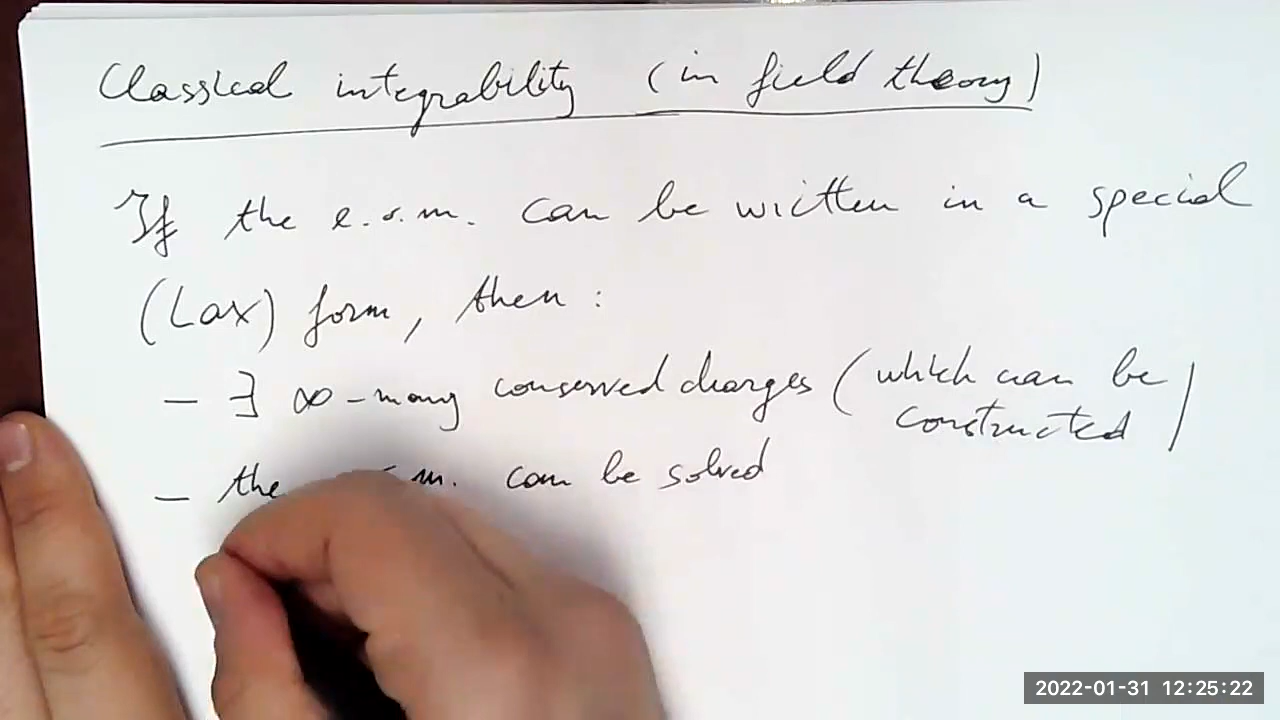 Classical integrability (in field theory)
If the e.o.m. can be written in a special
(Lax) form, then :
- ∃ ∞-many conserved charges (which can be
constructed)
- the m. can be solved
2022-01-31 12:25:22